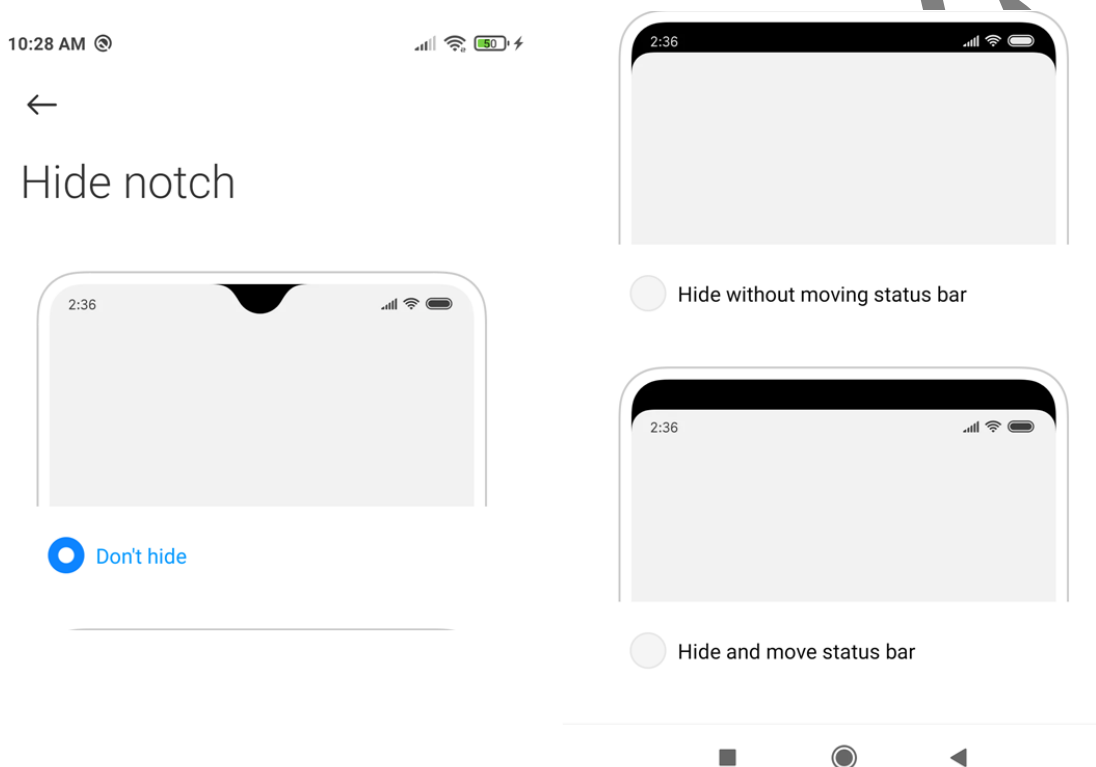 10:28 AM 50
Hide notch
2:36
Don't hide
2:36
Hide without moving status bar
2:36
Hide and move status bar